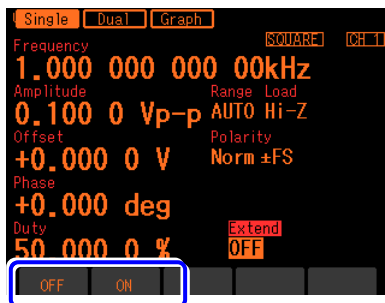 Single Dual Graph
Frequency SQUARE CH 1
1.000 000 000 00kHz
Amplitude Range Load
0.100 0 Vp-p AUTO Hi-Z
Offset Polarity
+0.000 0 V Norm ±FS
Phase
+0.000 deg
Duty Extend
50.000 0 % OFF
OFF ON